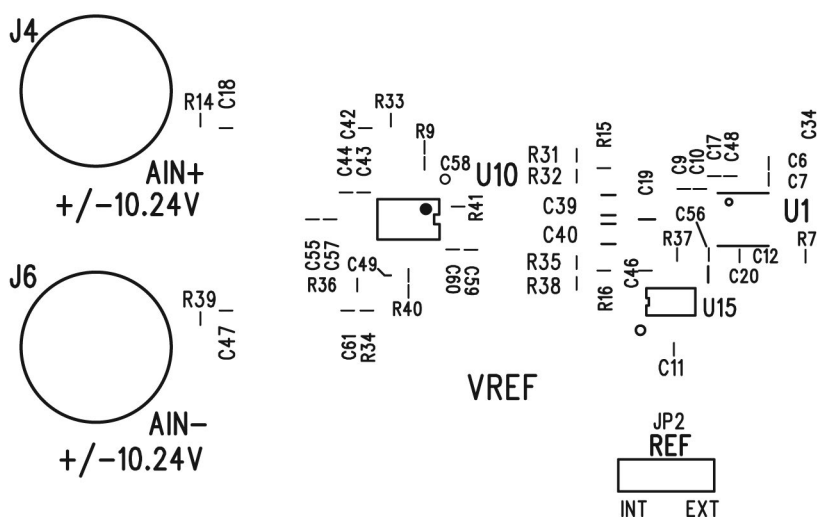 J4
R14
C18
AIN+
+/-10.24V
J6
R39
C47
AIN-
+/-10.24V
C42
R33
R9
C44
C43
C58
U10
R41
C55
C57
C49
R36
R40
C60
C59
C61
R34
R31
R32
C39
C40
R35
R38
R15
C19
R16
C46
C9
C10
C17
C48
C34
C6
C7
U1
C56
R37
C20
C12
R7
U15
C11
VREF
JP2
REF
INT EXT